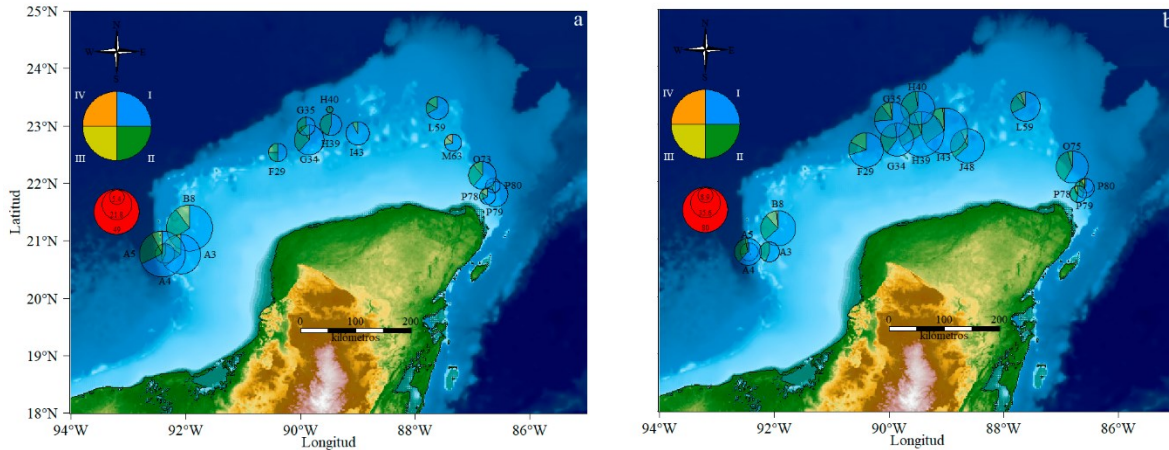 a
25°N
24°N
23°N
22°N
21°N
20°N
19°N
18°N
Latitud
N
W E
S
IV I
III II
H40
G35
H39
I43
G34
F29
L59
M63
P80
P78
P79
B8
A5
A3
A4
0 100 200
kilometros
94°W 92°W 90°W 88°W 86°W
Longitud
b
N
W E
S
IV I
III II
H40
G35
H39
I43
G34
J48
F29
L59
O75
P80
P78
P79
B8
A5
A3
A4
0 100 200
kilometros
94°W 92°W 90°W 88°W 86°W
Longitud